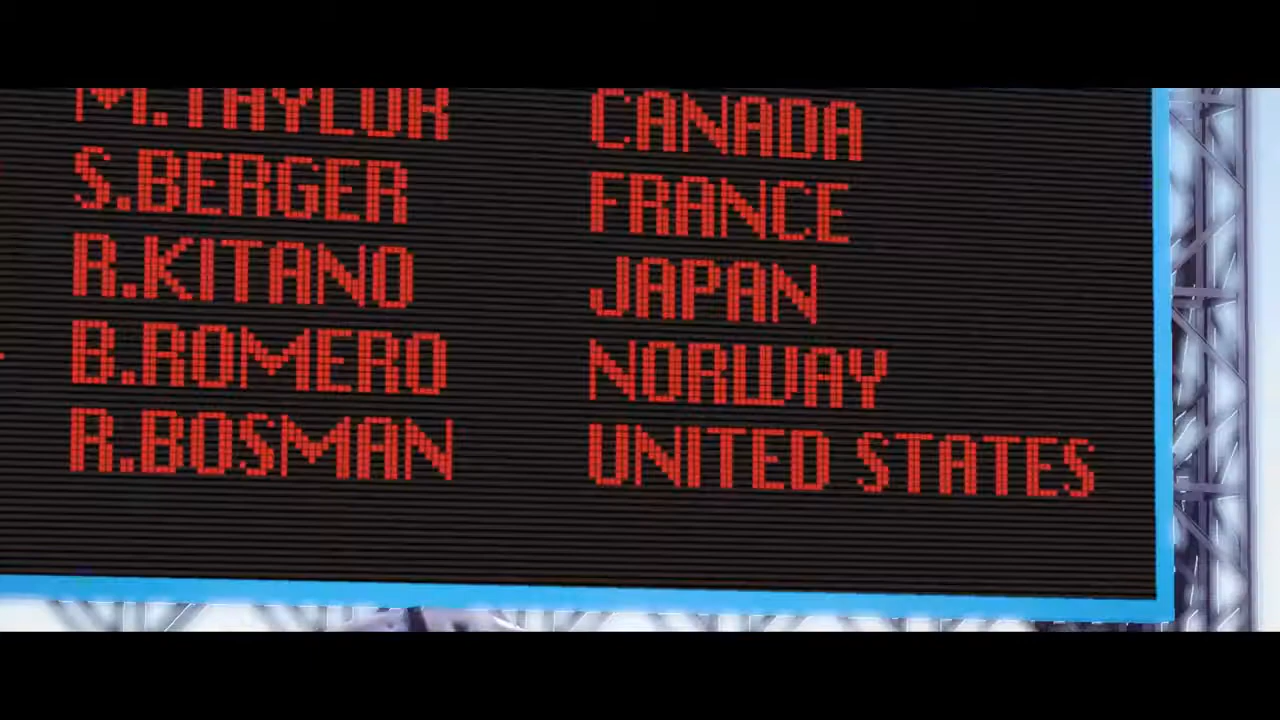 M.TAYLOR CANADA
S.BERGER FRANCE
R.KITANO JAPAN
B.ROMERO NORWAY
R.BOSMAN UNITED STATES